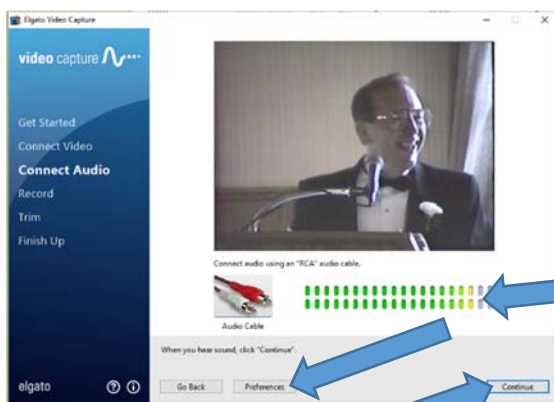 Elgato Video Capture
video capture
Get Started
Connect Video
Connect Audio
Record
Trim
Finish Up
Connect audio using an "RCA" audio cable.
Audio Cable
When you hear sound, click "Continue".
elgato
Go Back
Preferences
Continue